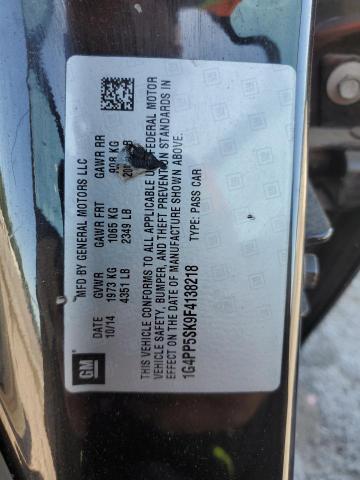 GM
MFD BY GENERAL MOTORS LLC
DATE GVWR GAWR FRT GAWR RR
10/14 1973 KG 1065 KG 908 KG
4351 LB 2349 LB LB
THIS VEHICLE CONFORMS TO ALL APPLICABLE U.S. FEDERAL MOTOR
VEHICLE SAFETY, BUMPER, AND THEFT PREVENTION STANDARDS IN
EFFECT ON THE DATE OF MANUFACTURE SHOWN ABOVE.
1G4PP5SK9F4138218 TYPE: PASS CAR